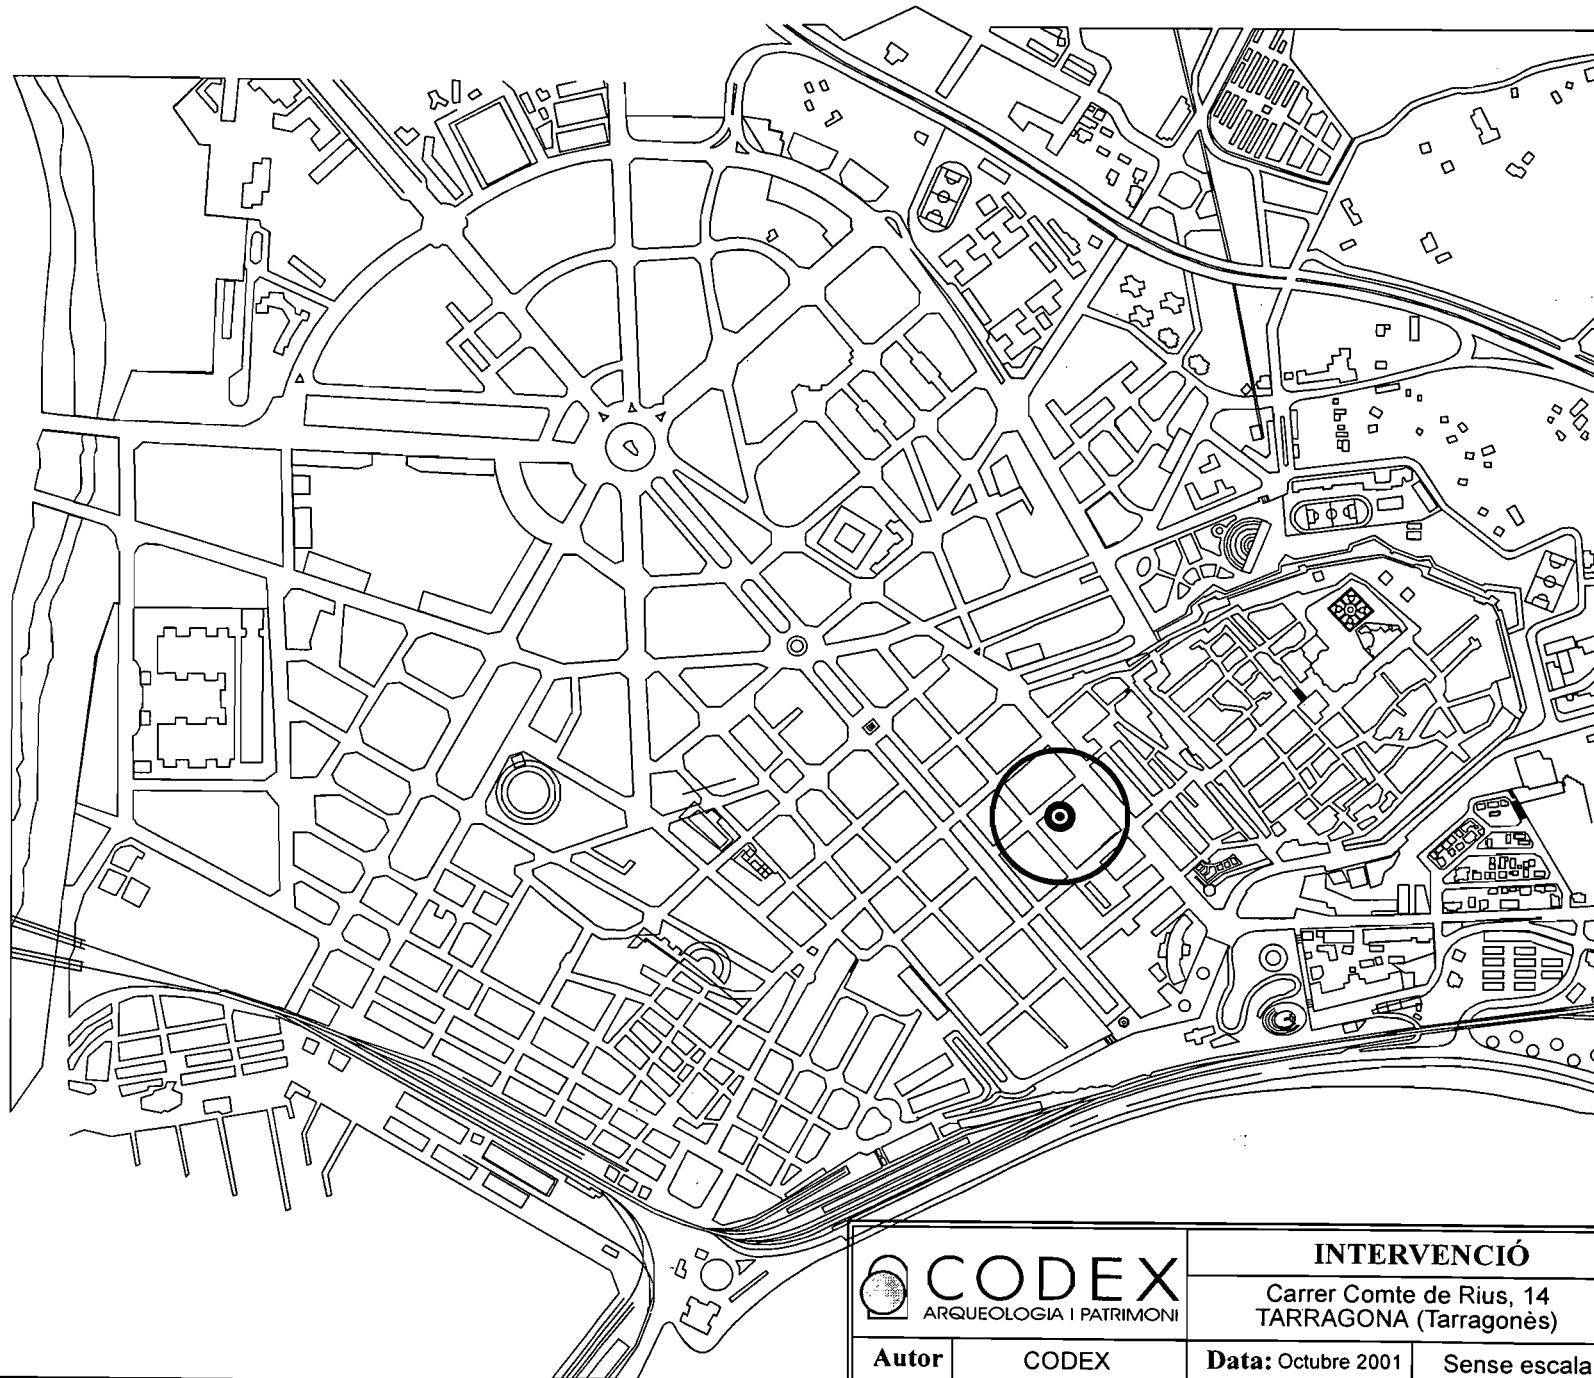 CODEX
ARQUEOLOGIA I PATRIMONI
INTERVENCIÓ
Carrer Comte de Rius, 14
TARRAGONA (Tarragonès)
Autor
CODEX
Data: Octubre 2001
Sense escala